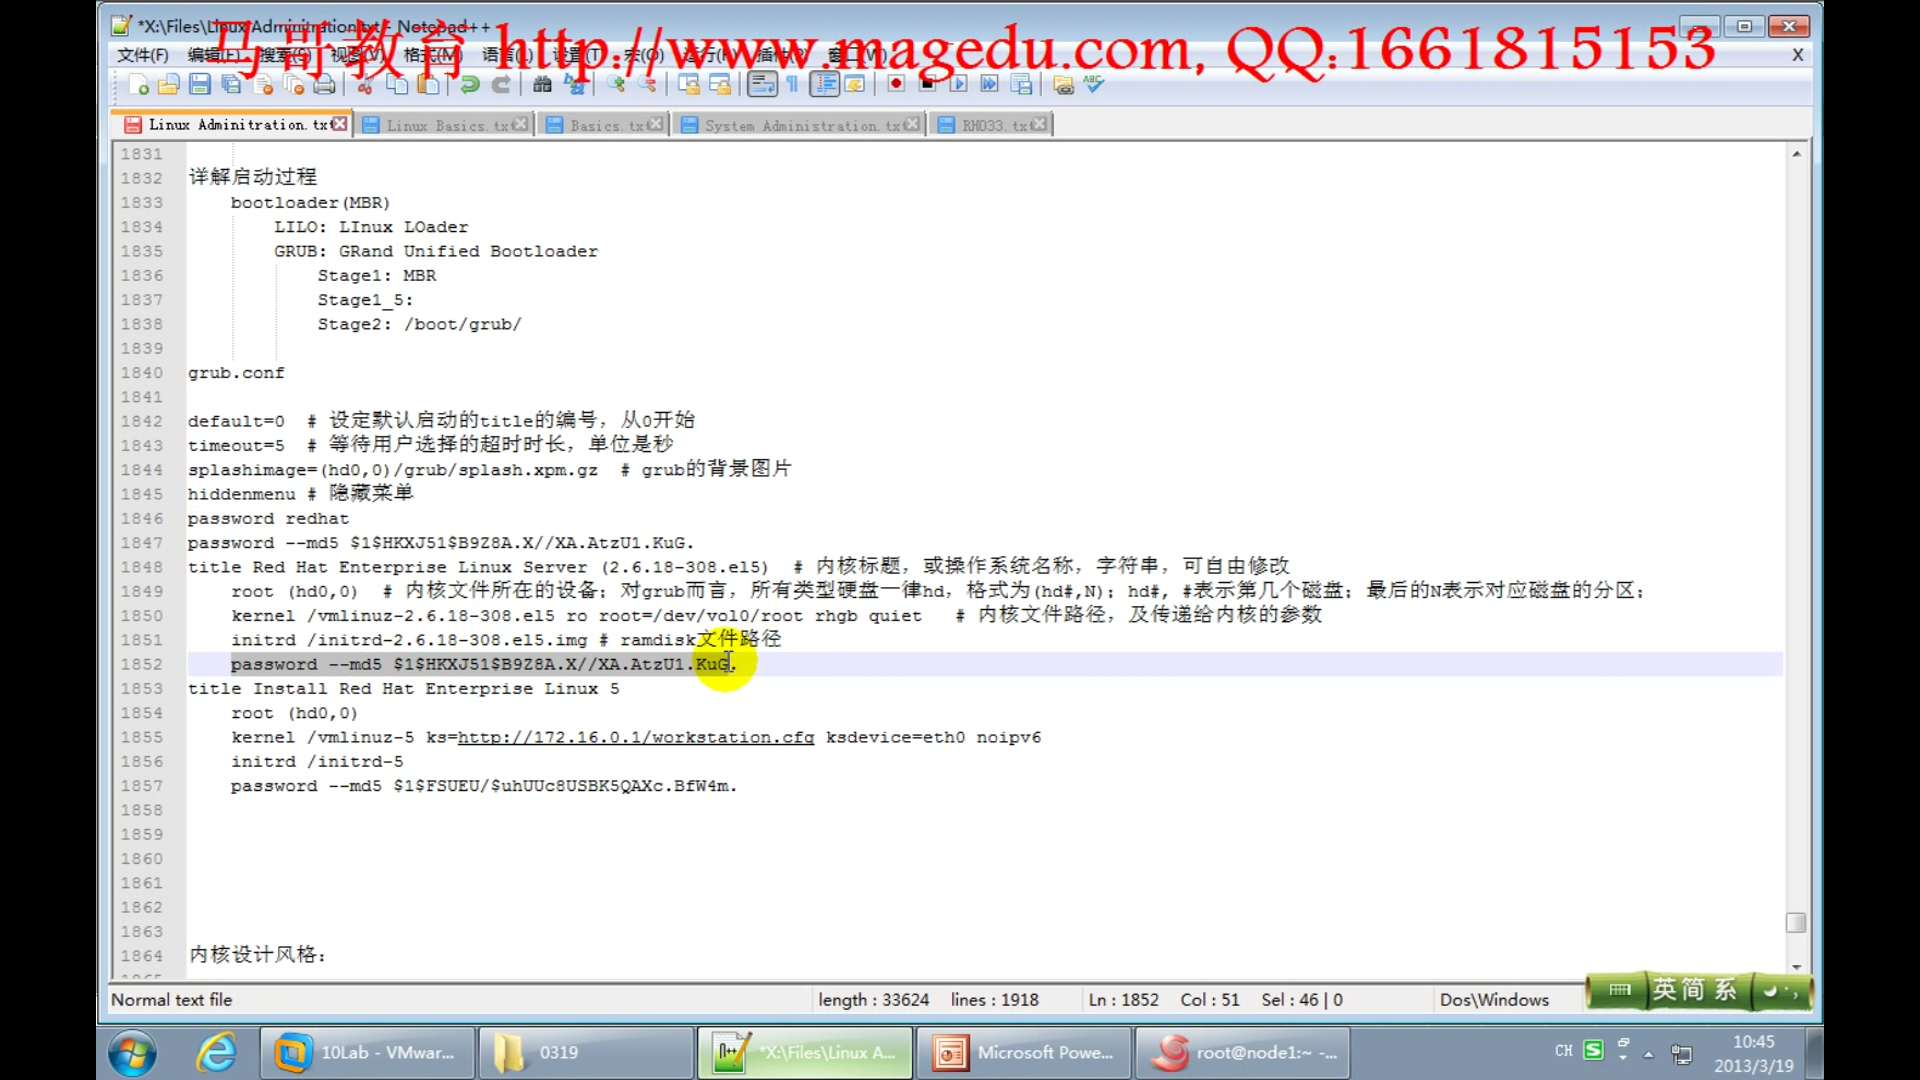 *X:\Files\Linux Adminitration.txt - Notepad++
马哥教育 http://www.magedu.com, QQ:1661815153
文件(F) 编辑(E) 搜索(S) 视图(V) 格式(M) 语言(L) 设置(T) 宏(O) 运行(R) 插件(P) 窗口(W) X
Linux Adminitration.txt Linux Basics.txt Basics.txt System Administration.txt RH033.txt
1831
1832 详解启动过程
1833 bootloader(MBR)
1834 LILO: LInux LOader
1835 GRUB: GRand Unified Bootloader
1836 Stage1: MBR
1837 Stage1_5:
1838 Stage2: /boot/grub/
1839
1840 grub.conf
1841
1842 default=0 # 设定默认启动的title的编号，从0开始
1843 timeout=5 # 等待用户选择的超时时长，单位是秒
1844 splashimage=(hd0,0)/grub/splash.xpm.gz # grub的背景图片
1845 hiddenmenu # 隐藏菜单
1846 password redhat
1847 password --md5 $1$HKXJ51$B9Z8A.X//XA.AtzU1.KuG.
1848 title Red Hat Enterprise Linux Server (2.6.18-308.el5) # 内核标题，或操作系统名称，字符串，可自由修改
1849 root (hd0,0) # 内核文件所在的设备；对grub而言，所有类型硬盘一律hd，格式为(hd#,N)；hd#, #表示第几个磁盘；最后的N表示对应磁盘的分区；
1850 kernel /vmlinuz-2.6.18-308.el5 ro root=/dev/vol0/root rhgb quiet # 内核文件路径，及传递给内核的参数
1851 initrd /initrd-2.6.18-308.el5.img # ramdisk文件路径
1852 password --md5 $1$HKXJ51$B9Z8A.X//XA.AtzU1.KuG.
1853 title Install Red Hat Enterprise Linux 5
1854 root (hd0,0)
1855 kernel /vmlinuz-5 ks=http://172.16.0.1/workstation.cfg ksdevice=eth0 noipv6
1856 initrd /initrd-5
1857 password --md5 $1$FSUEU/$uhUUc8USBK5QAXc.BfW4m.
1858
1859
1860
1861
1862
1863
1864 内核设计风格：
Normal text file length : 33624 lines : 1918 Ln : 1852 Col : 51 Sel : 46 | 0 Dos\Windows
英简系
10Lab - VMwar... 0319 *X:\Files\Linux A... Microsoft Powe... root@node1:~ -... CH 10:45
2013/3/19